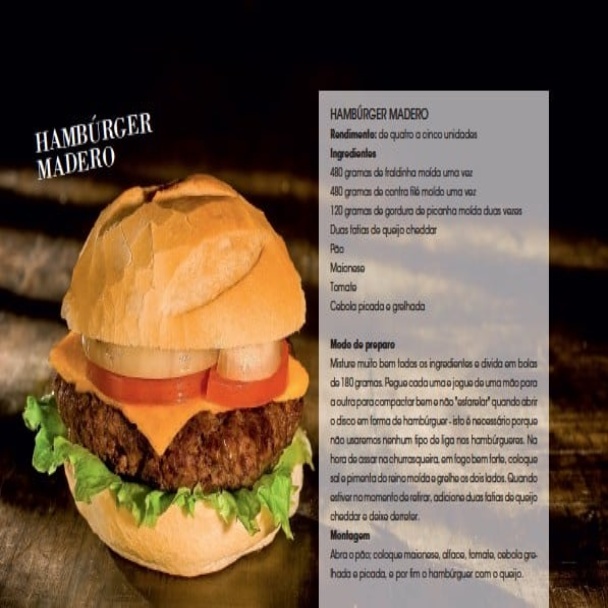 HAMBÚRGER
MADERO
HAMBÚRGER MADERO
Rendimento: de quatro a cinco unidades
Ingredientes
480 gramas de fraldinha moída uma vez
480 gramas de contra filé moído uma vez
120 gramas de gordura de picanha moída duas vezes
Duas fatias de queijo cheddar
Pão
Maionese
Tomate
Cebola picada e grelhada
Modo de preparo
Misture muito bem todos os ingredientes e divida em bolas
de 180 gramas. Pegue cada uma e jogue de uma mão para
a outra para compactar bem e não "esfarelar" quando abrir
o disco em forma de hambúrguer - isto é necessário porque
não usaremos nenhum tipo de liga nos hambúrgueres. Na
hora de assar na churrasqueira, em fogo bem forte, coloque
sal e pimenta do reino moída e grelhe os dois lados. Quando
estiver no momento de retirar, adicione duas fatias de queijo
cheddar e deixe derreter.
Montagem
Abra o pão; coloque maionese, alface, tomate, cebola gre-
lhada e picada, e por fim o hambúrguer com o queijo.